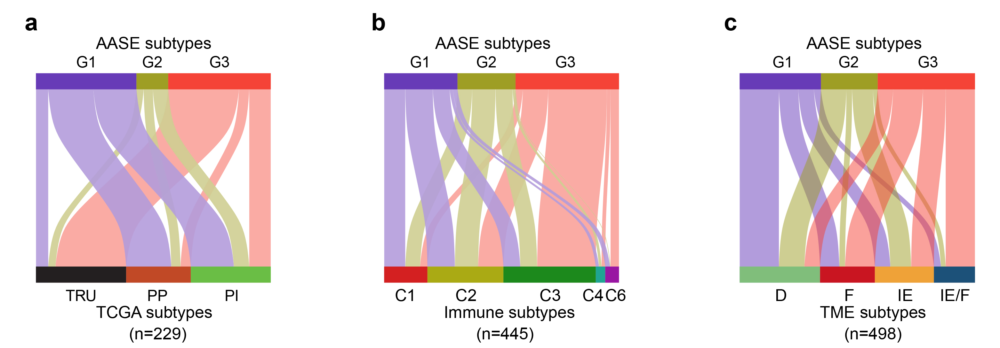 a
AASE subtypes
G1 G2 G3
TRU PP PI
TCGA subtypes
(n=229)
b
AASE subtypes
G1 G2 G3
C1 C2 C3 C4 C6
Immune subtypes
(n=445)
c
AASE subtypes
G1 G2 G3
D F IE IE/F
TME subtypes
(n=498)